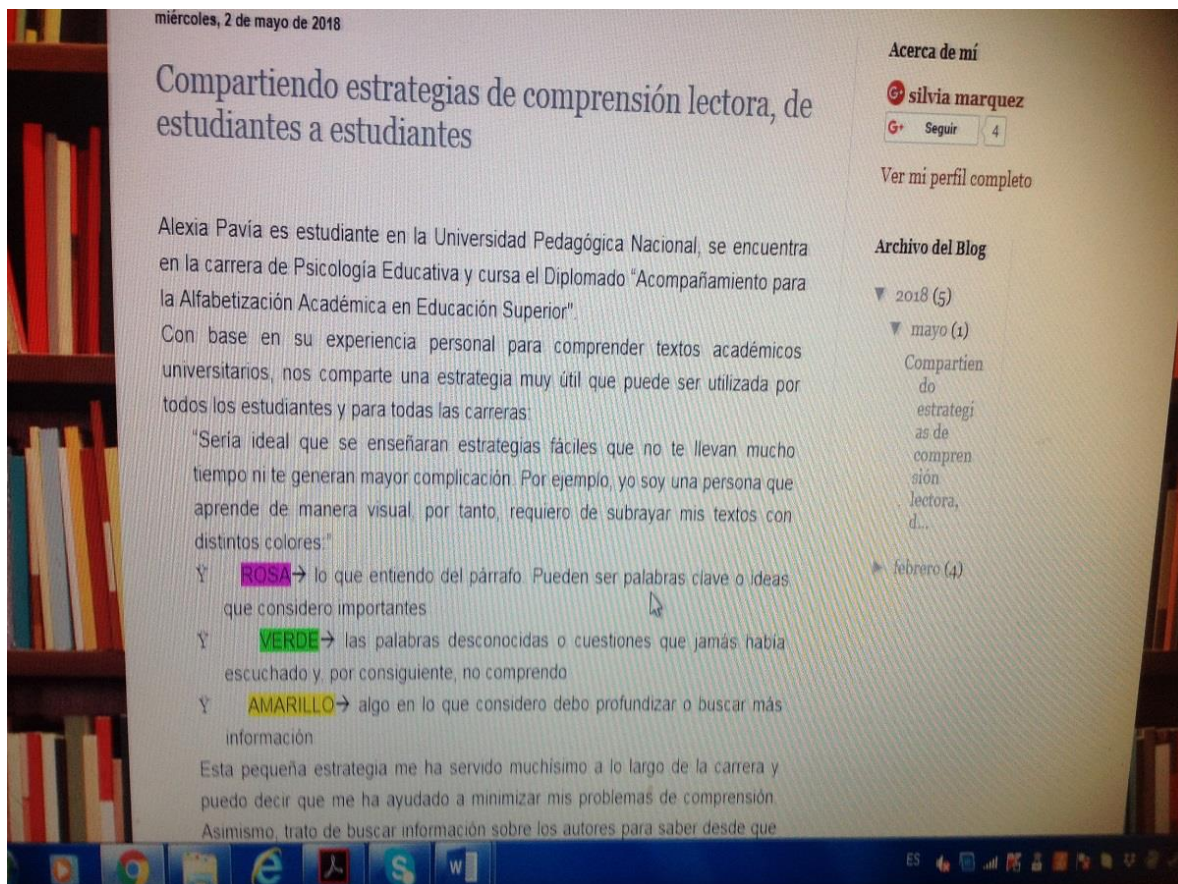 miércoles, 2 de mayo de 2018
Compartiendo estrategias de comprensión lectora, de
estudiantes a estudiantes
Alexia Pavía es estudiante en la Universidad Pedagógica Nacional, se encuentra
en la carrera de Psicología Educativa y cursa el Diplomado "Acompañamiento para
la Alfabetización Académica en Educación Superior".
Con base en su experiencia personal para comprender textos académicos
universitarios, nos comparte una estrategia muy útil que puede ser utilizada por
todos los estudiantes y para todas las carreras:
"Sería ideal que se enseñaran estrategias fáciles que no te llevan mucho
tiempo ni te generan mayor complicación. Por ejemplo, yo soy una persona que
aprende de manera visual, por tanto, requiero de subrayar mis textos con
distintos colores:"
Ÿ ROSA→ lo que entiendo del párrafo. Pueden ser palabras clave o ideas
que considero importantes
Ÿ VERDE→ las palabras desconocidas o cuestiones que jamás había
escuchado y, por consiguiente, no comprendo
Ÿ AMARILLO→ algo en lo que considero debo profundizar o buscar más
información
Esta pequeña estrategia me ha servido muchísimo a lo largo de la carrera y
puedo decir que me ha ayudado a minimizar mis problemas de comprensión.
Asimismo, trato de buscar información sobre los autores para saber desde que
Acerca de mí
G+ silvia marquez
G+ Seguir 4
Ver mi perfil completo
Archivo del Blog
▼ 2018 (5)
▼ mayo (1)
Compartien
do
estrategi
as de
compren
sión
lectora,
d...
► febrero (4)
W
ES